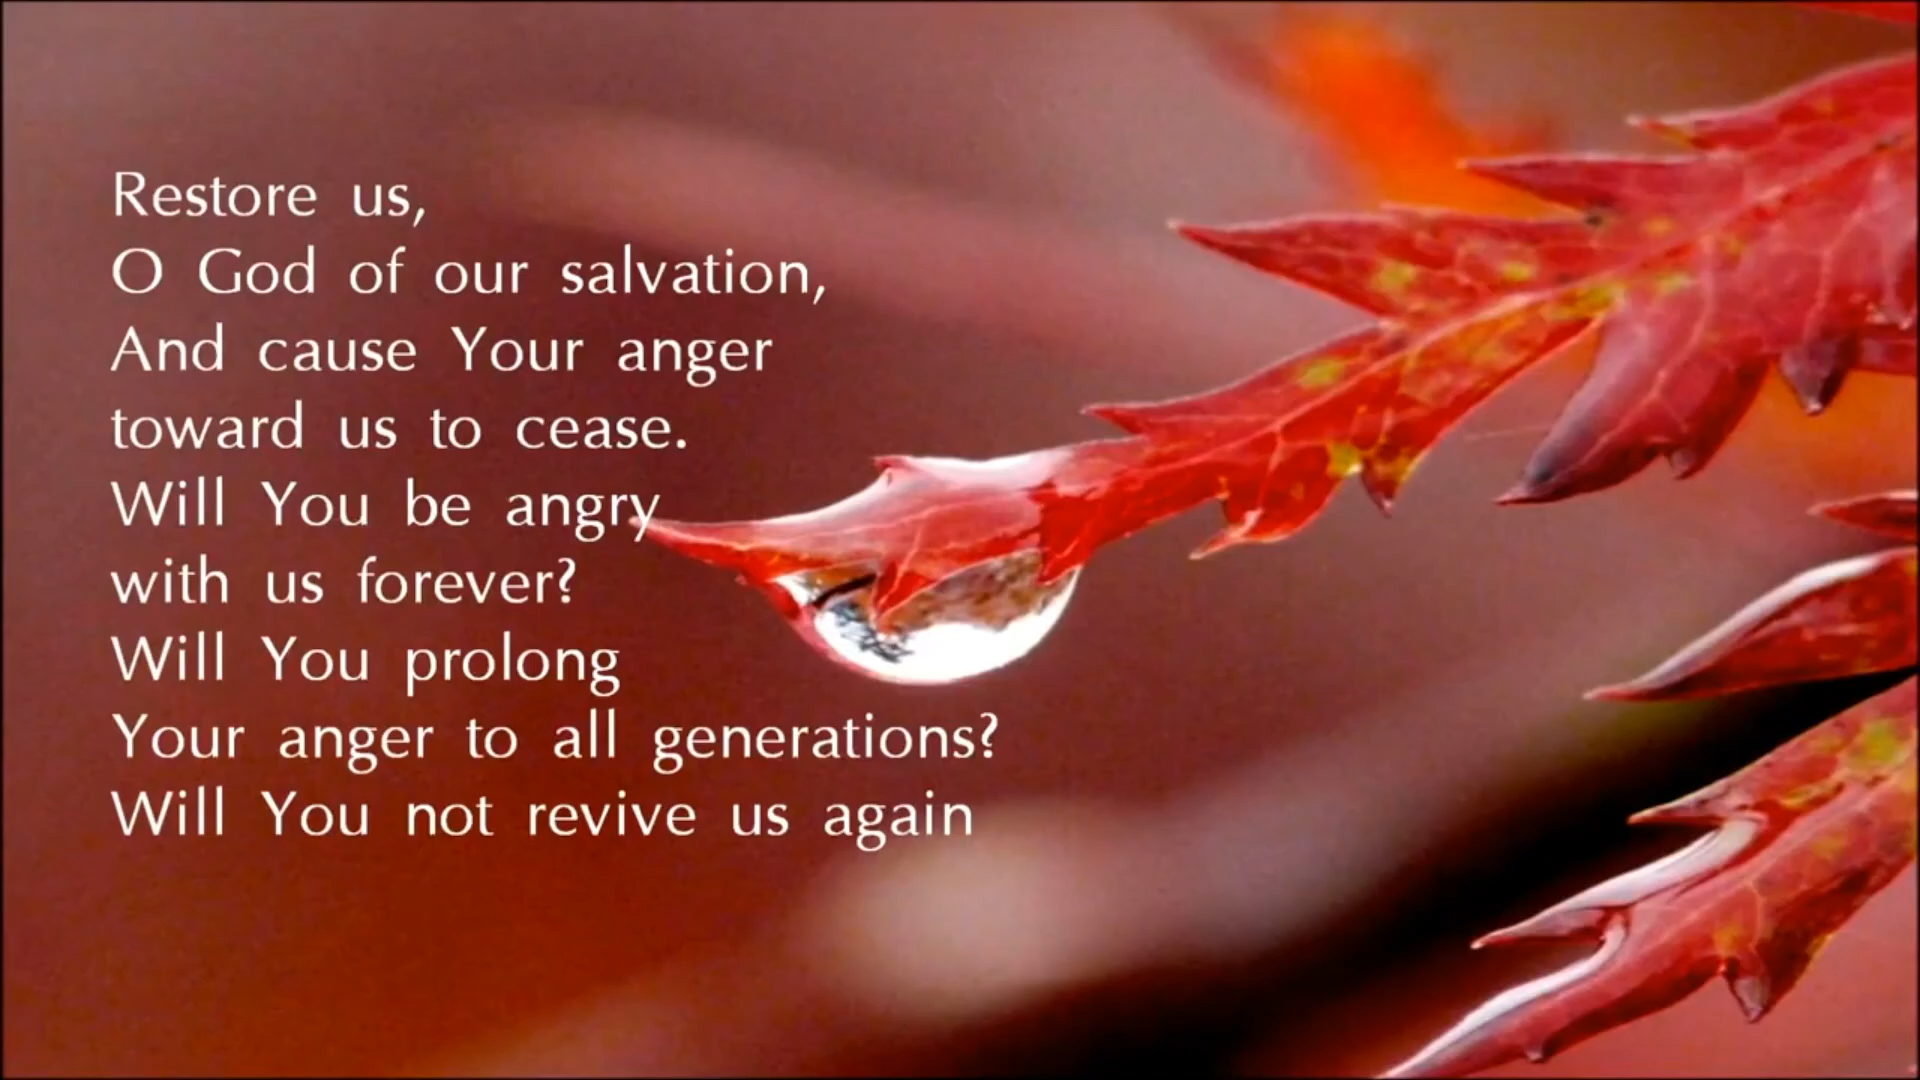 Restore us,
O God of our salvation,
And cause Your anger
toward us to cease.
Will You be angry
with us forever?
Will You prolong
Your anger to all generations?
Will You not revive us again